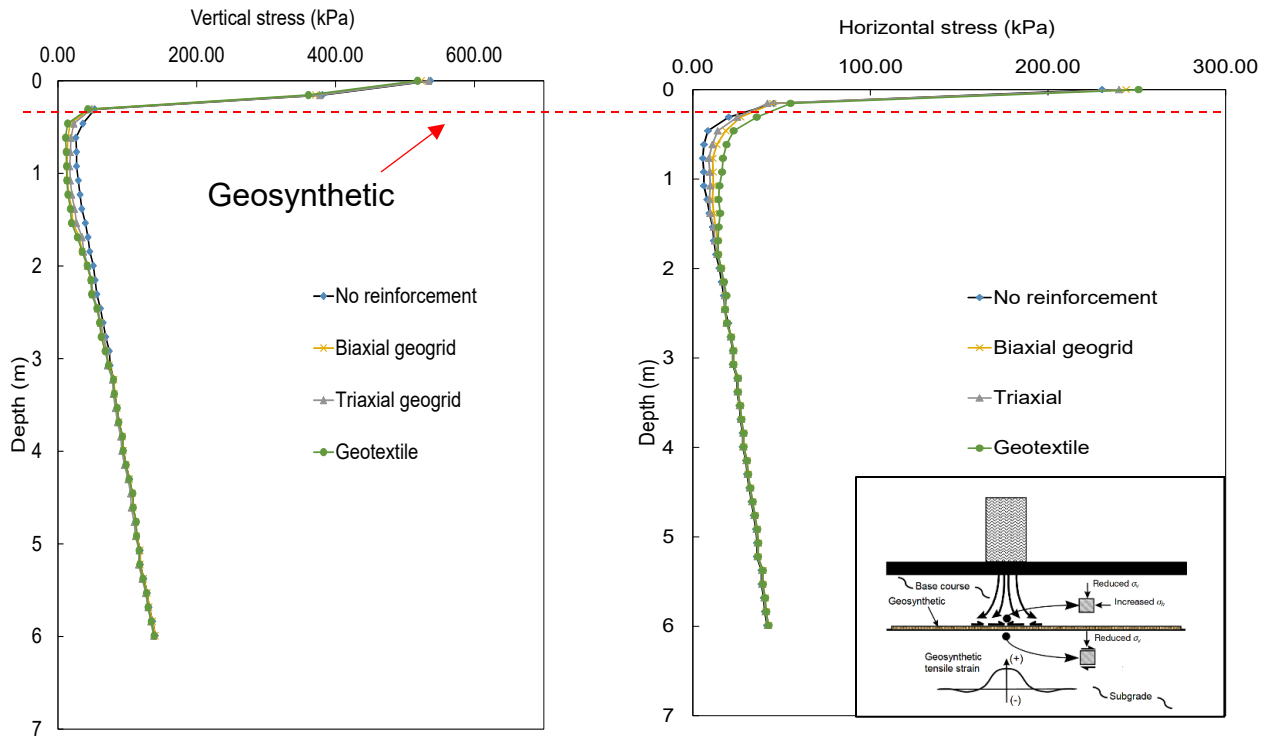 Vertical stress (kPa)
0.00 200.00 400.00 600.00
0
1
2
3
4
5
6
7
Depth (m)
Geosynthetic
No reinforcement
Biaxial geogrid
Triaxial geogrid
Geotextile
Horizontal stress (kPa)
0.00 100.00 200.00 300.00
0
1
2
3
4
5
6
7
Depth (m)
No reinforcement
Biaxial geogrid
Triaxial
Geotextile
Base course
Reduced σv
Geosynthetic
Increased σh
Reduced σv
Geosynthetic
tensile strain
(+)
(-)
Subgrade